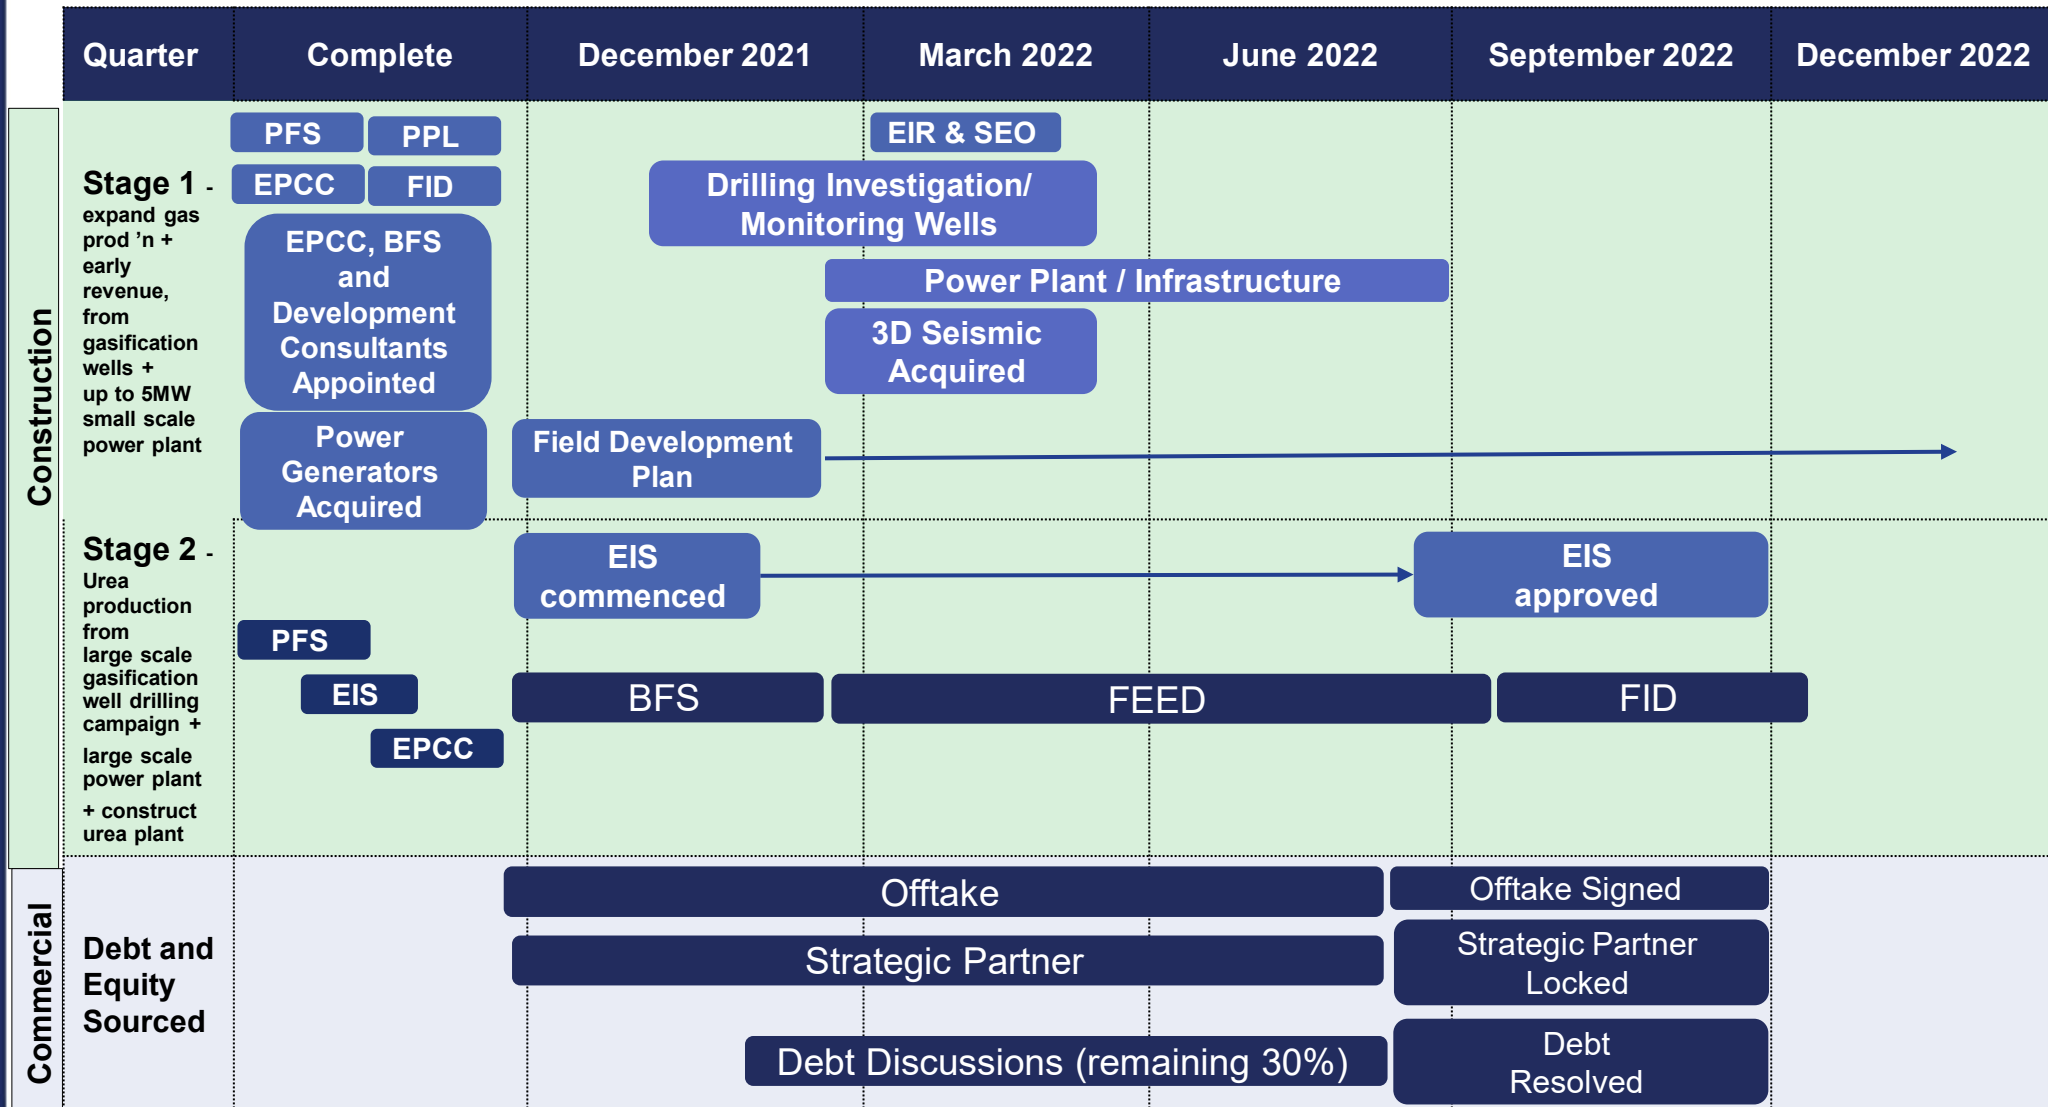 Quarter
Complete
December 2021
March 2022
June 2022
September 2022
December 2022
Construction
Stage 1 -
expand gas
prod 'n +
early
revenue,
from
gasification
wells +
up to 5MW
small scale
power plant
PFS
PPL
EPCC
FID
EPCC, BFS
and
Development
Consultants
Appointed
Power
Generators
Acquired
EIR & SEO
Drilling Investigation/
Monitoring Wells
Power Plant / Infrastructure
3D Seismic
Acquired
Field Development
Plan
Stage 2 -
Urea
production
from
large scale
gasification
well drilling
campaign +
large scale
power plant
+ construct
urea plant
PFS
EIS
EPCC
EIS
commenced
EIS
approved
BFS
FEED
FID
Commercial
Debt and
Equity
Sourced
Offtake
Offtake Signed
Strategic Partner
Strategic Partner
Locked
Debt Discussions (remaining 30%)
Debt
Resolved